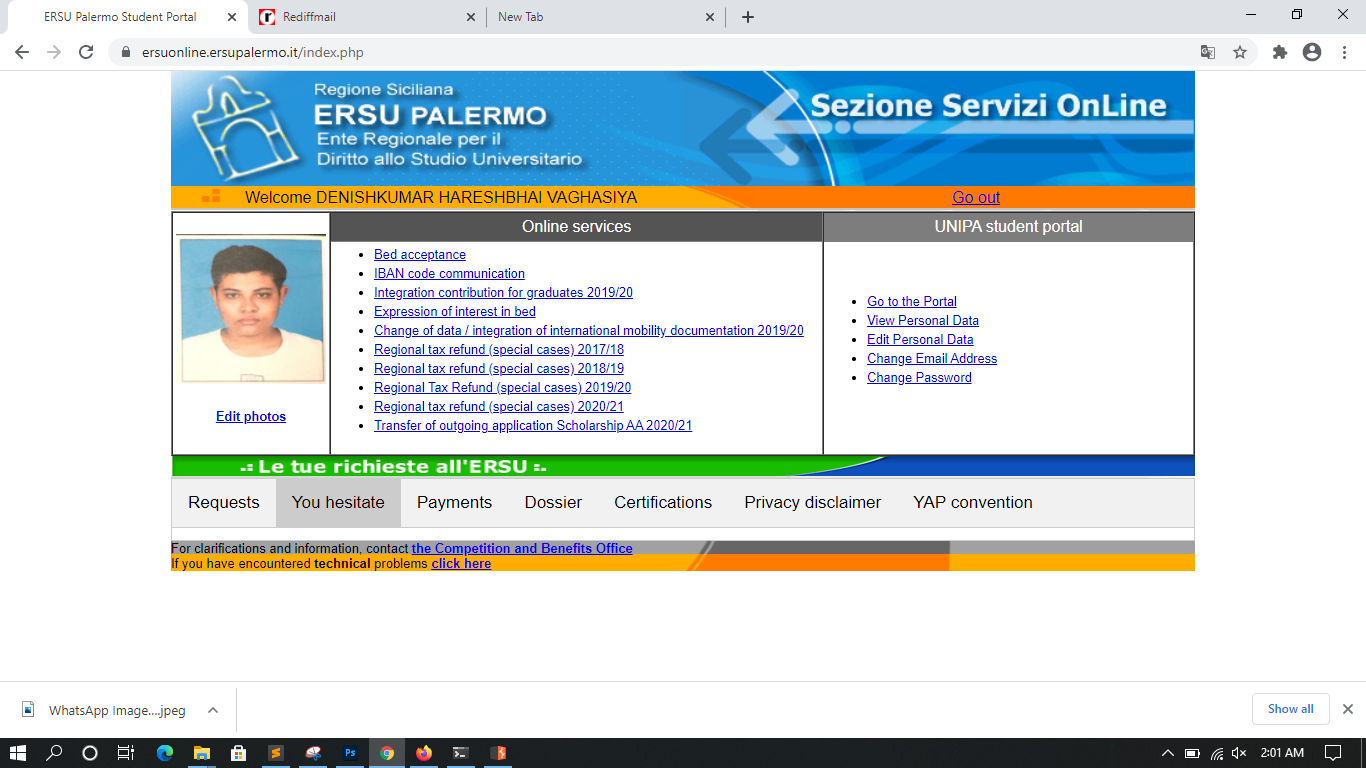 ERSU Palermo Student Portal
Rediffmail
New Tab
ersuonline.ersupalermo.it/index.php
Regione Siciliana
ERSU PALERMO
Ente Regionale per il
Diritto allo Studio Universitario
Sezione Servizi OnLine
Welcome DENISHKUMAR HARESHBHAI VAGHASIYA
Go out
Online services
UNIPA student portal
Edit photos
Bed acceptance
IBAN code communication
Integration contribution for graduates 2019/20
Expression of interest in bed
Change of data / integration of international mobility documentation 2019/20
Regional tax refund (special cases) 2017/18
Regional tax refund (special cases) 2018/19
Regional Tax Refund (special cases) 2019/20
Regional tax refund (special cases) 2020/21
Transfer of outgoing application Scholarship AA 2020/21
Go to the Portal
View Personal Data
Edit Personal Data
Change Email Address
Change Password
.: Le tue richieste all'ERSU :.
Requests
You hesitate
Payments
Dossier
Certifications
Privacy disclaimer
YAP convention
For clarifications and information, contact the Competition and Benefits Office
If you have encountered technical problems click here
WhatsApp Image....jpeg
Show all
Ps
2:01 AM